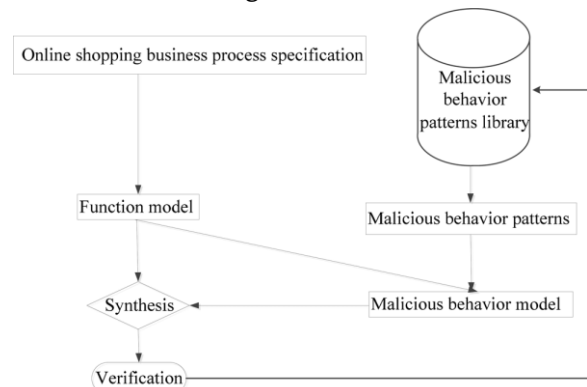 Online shopping business process specification
Malicious
behavior
patterns library
Function model
Malicious behavior patterns
Synthesis
Malicious behavior model
Verification